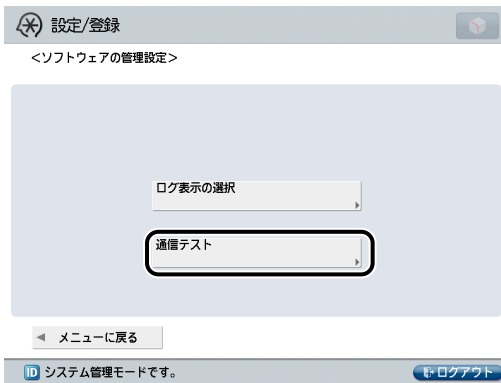 設定/登録
<ソフトウェアの管理設定>
ログ表示の選択
通信テスト
メニューに戻る
ID システム管理モードです。
ログアウト